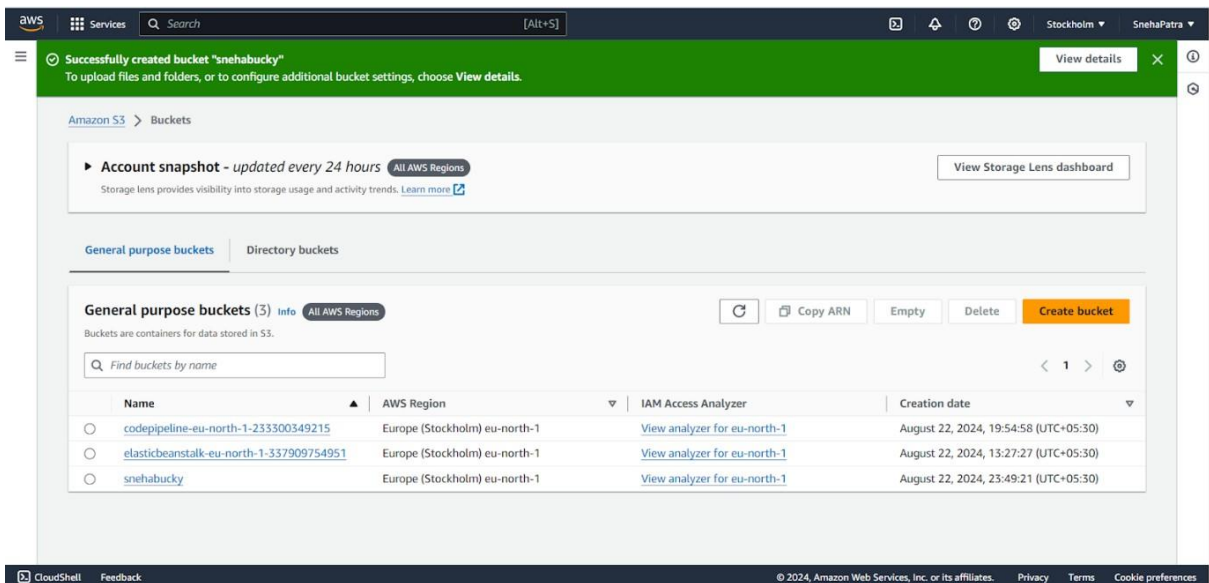 aws Services Search [Alt+S] Stockholm ▼ SnehaPatra ▼
Successfully created bucket "snehabucky" View details
To upload files and folders, or to configure additional bucket settings, choose View details.
Amazon S3 > Buckets
Account snapshot - updated every 24 hours All AWS Regions View Storage Lens dashboard
Storage lens provides visibility into storage usage and activity trends. Learn more
General purpose buckets Directory buckets
General purpose buckets (3) Info All AWS Regions Copy ARN Empty Delete Create bucket
Buckets are containers for data stored in S3.
Find buckets by name < 1 >
Name AWS Region IAM Access Analyzer Creation date
codepipeline-eu-north-1-233300349215 Europe (Stockholm) eu-north-1 View analyzer for eu-north-1 August 22, 2024, 19:54:58 (UTC+05:30)
elasticbeanstalk-eu-north-1-337909754951 Europe (Stockholm) eu-north-1 View analyzer for eu-north-1 August 22, 2024, 13:27:27 (UTC+05:30)
snehabucky Europe (Stockholm) eu-north-1 View analyzer for eu-north-1 August 22, 2024, 23:49:21 (UTC+05:30)
CloudShell Feedback © 2024, Amazon Web Services, Inc. or its affiliates. Privacy Terms Cookie preferences